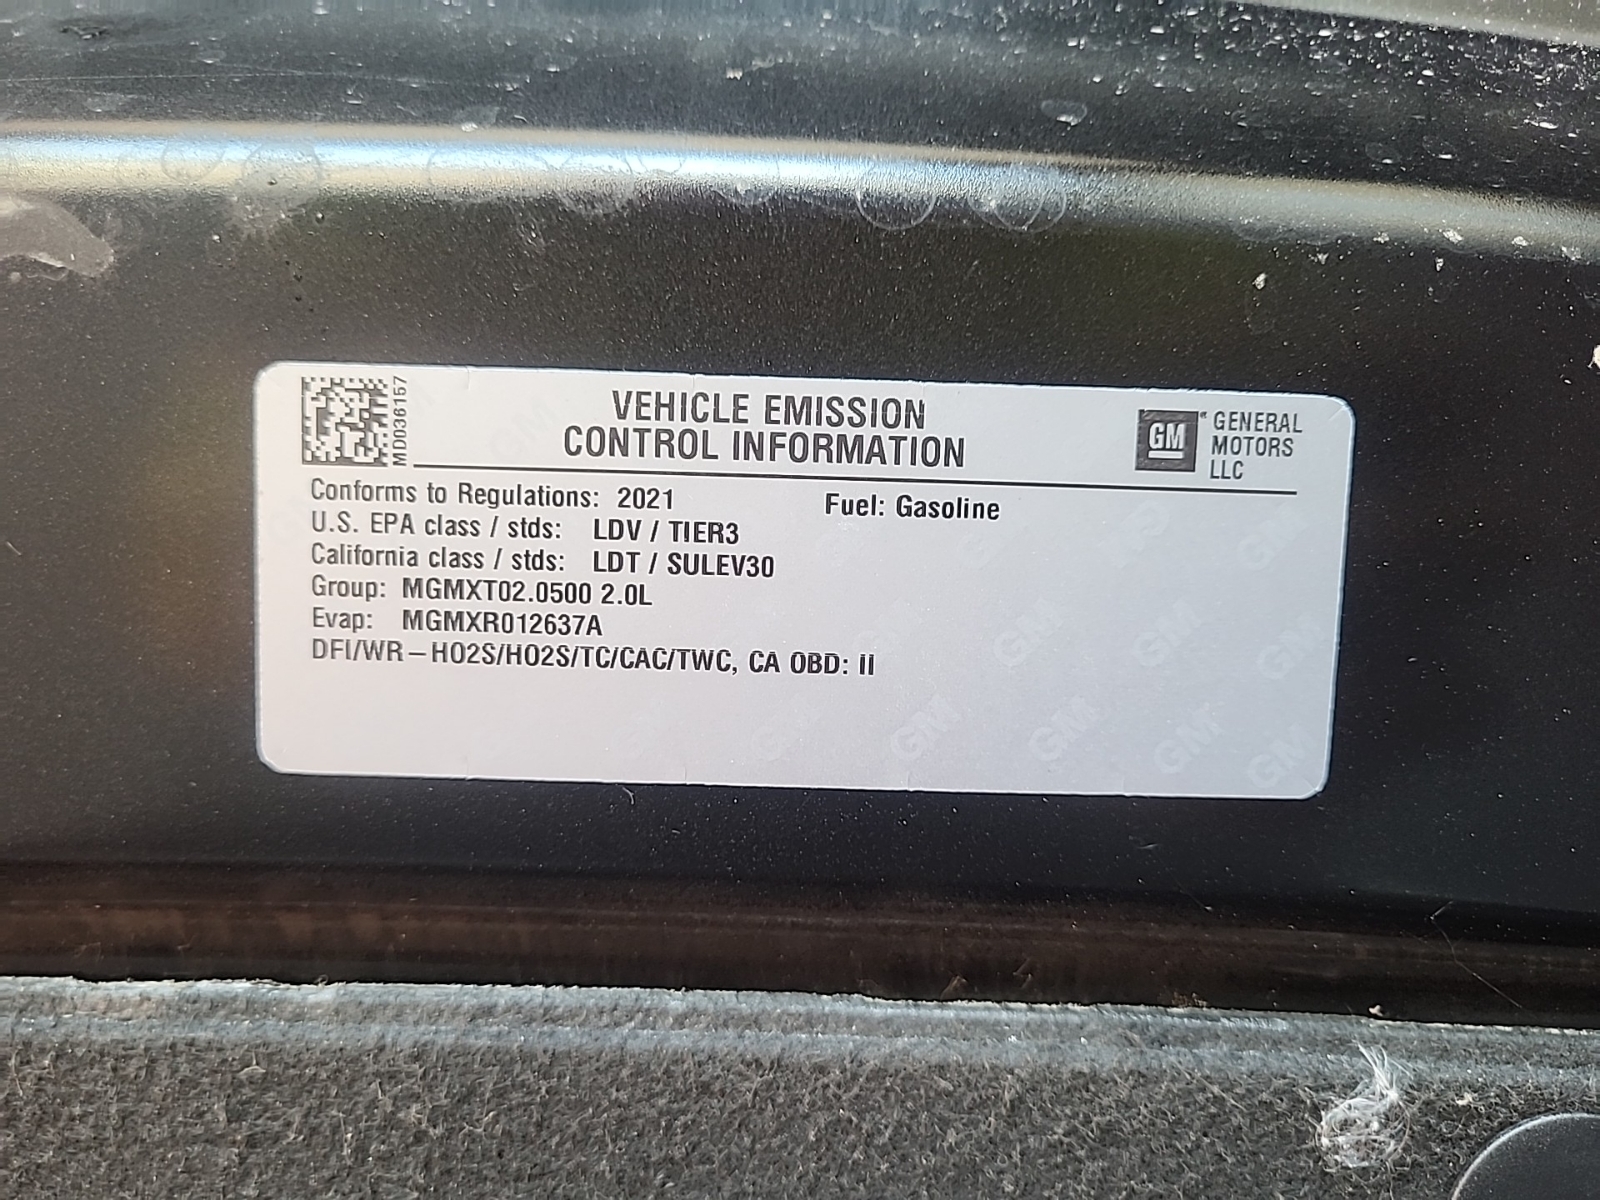 MD036157
VEHICLE EMISSION
CONTROL INFORMATION
GM
GENERAL
MOTORS
LLC
Conforms to Regulations: 2021 Fuel: Gasoline
U.S. EPA class / stds: LDV / TIER3
California class / stds: LDT / SULEV30
Group: MGMXT02.0500 2.0L
Evap: MGMXR012637A
DFI/WR–HO2S/HO2S/TC/CAC/TWC, CA OBD: II